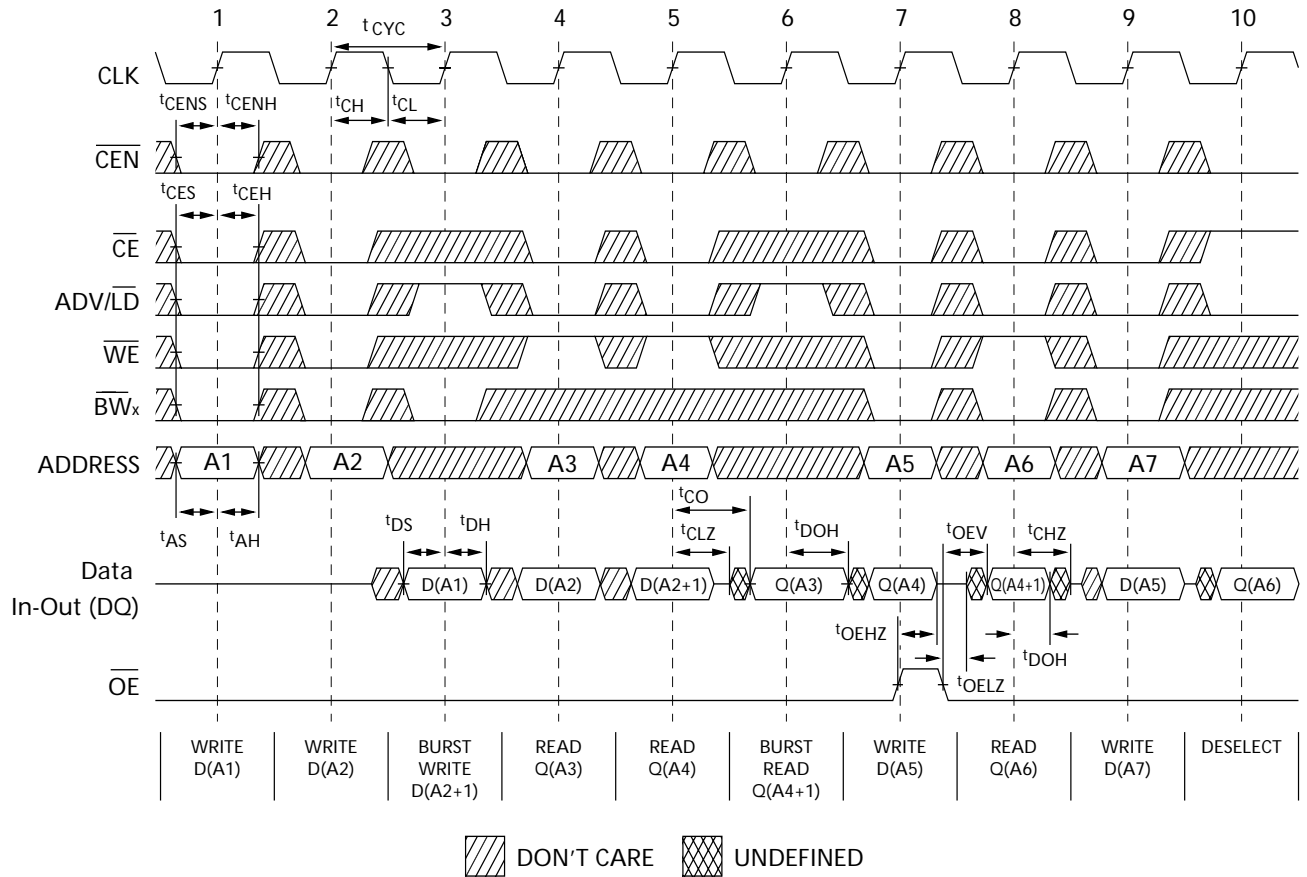 1 2 3 4 5 6 7 8 9 10
tCYC
CLK
tCENS tCENH tCH tCL
CEN
tCES tCEH
CE
ADV/LD
WE
BWx
ADDRESS A1 A2 A3 A4 A5 A6 A7
tCO
tAS tAH tDS tDH tCLZ tDOH tOEV tCHZ
Data
In-Out (DQ)
D(A1) D(A2) D(A2+1) Q(A3) Q(A4) Q(A4+1) D(A5) Q(A6)
tOEHZ tDOH
tOELZ
OE
WRITE
D(A1)
WRITE
D(A2)
BURST
WRITE
D(A2+1)
READ
Q(A3)
READ
Q(A4)
BURST
READ
Q(A4+1)
WRITE
D(A5)
READ
Q(A6)
WRITE
D(A7)
DESELECT
DON'T CARE UNDEFINED